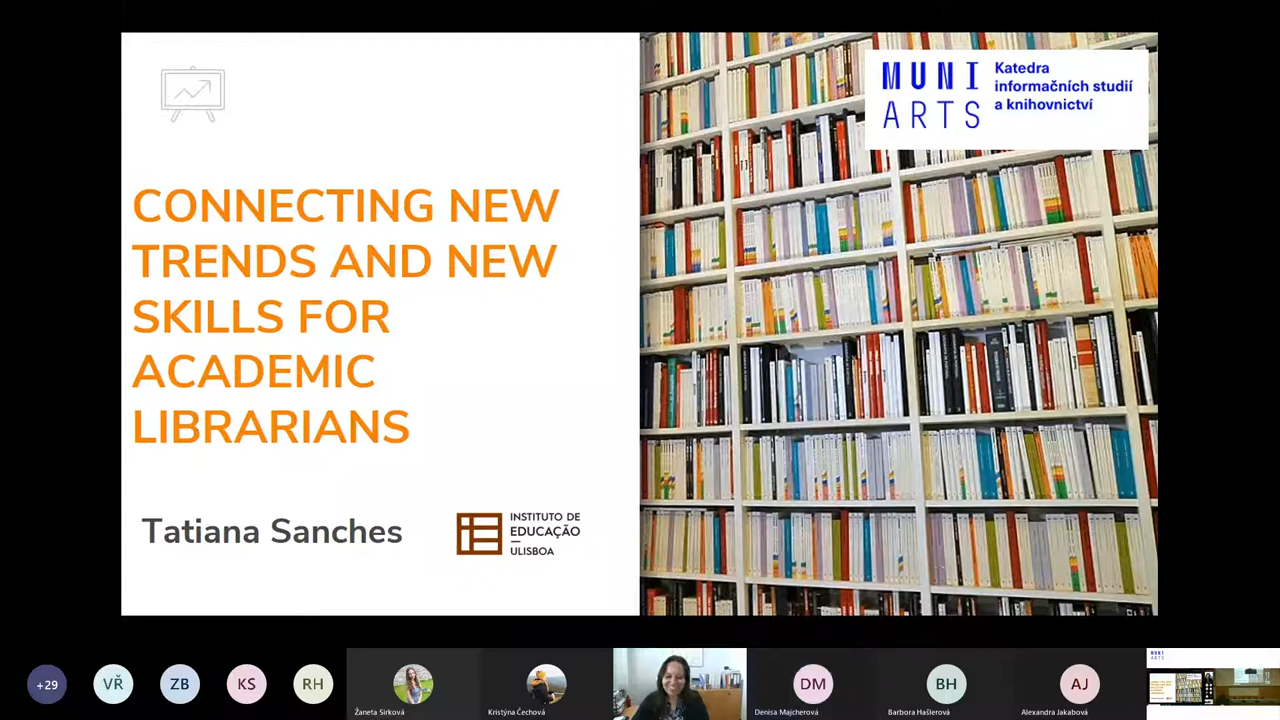 MUNI
ARTS
Katedra
informačních studií
a knihovnictví
CONNECTING NEW
TRENDS AND NEW
SKILLS FOR
ACADEMIC
LIBRARIANS
Tatiana Sanches
INSTITUTO DE
EDUCAÇÃO
ULISBOA
+29
VŘ
ZB
KS
RH
Žaneta Sirková
Kristýna Čechová
DM
Denisa Majcherová
BH
Barbora Hašlerová
AJ
Alexandra Jakabová
MUNI
ARTS